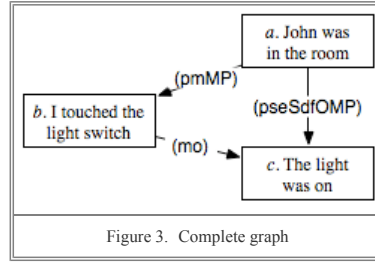 a. John was
in the room
(pmMP)
b. I touched the
light switch
(pseSdfOMP)
(mo)
c. The light
was on
Figure 3. Complete graph